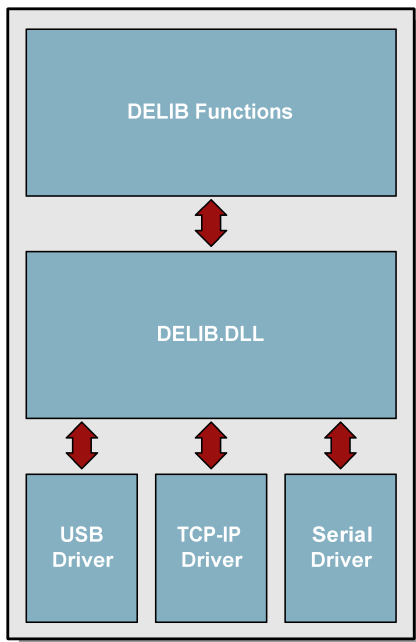 DELIB Functions
DELIB.DLL
USB
Driver
TCP-IP
Driver
Serial
Driver